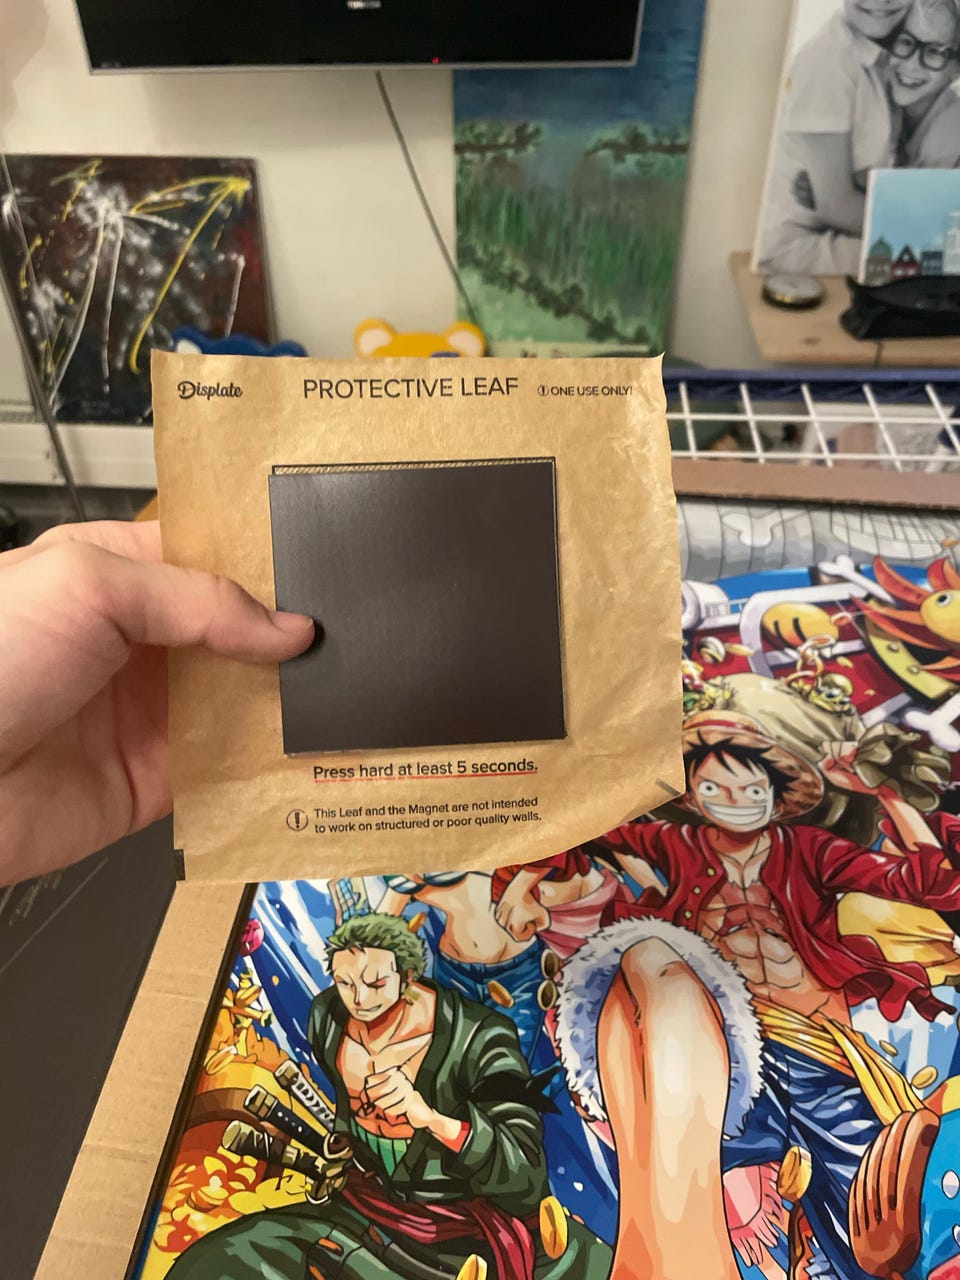 Displate
PROTECTIVE LEAF
ONE USE ONLY!
Press hard at least 5 seconds.
This Leaf and the Magnet are not intended
to work on structured or poor quality walls.